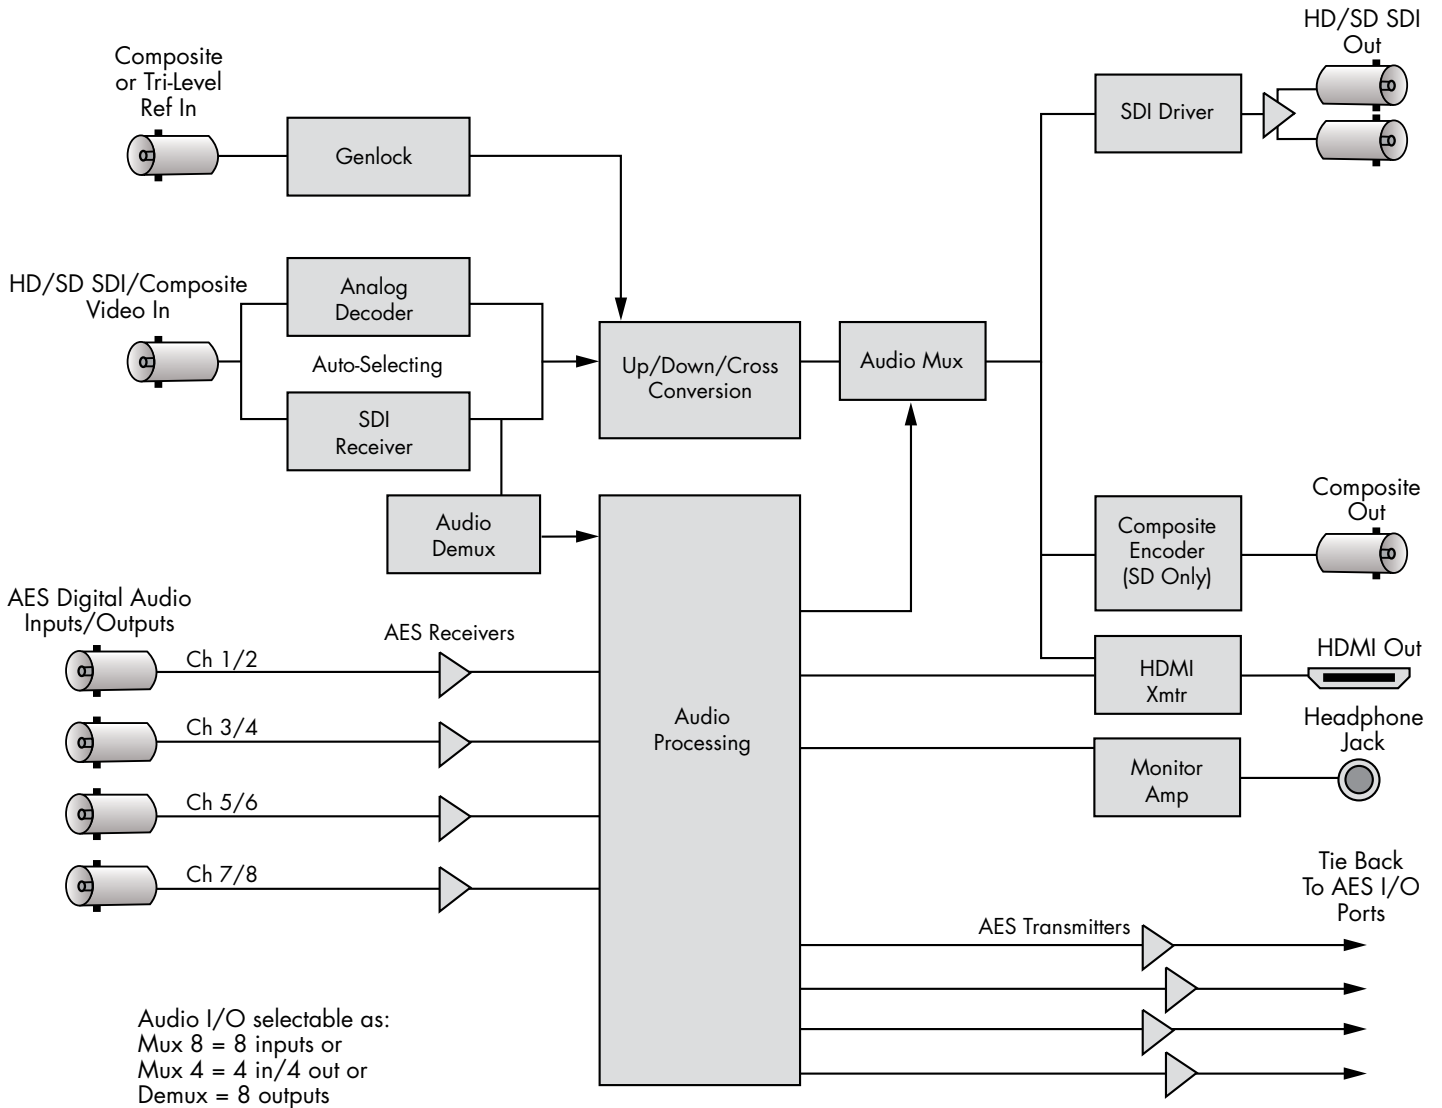 HD/SD SDI
Out
Composite
or Tri-Level
Ref In
SDI Driver
Genlock
HD/SD SDI/Composite
Video In
Analog
Decoder
Auto-Selecting
Up/Down/Cross
Conversion
Audio Mux
SDI
Receiver
Composite
Out
Audio
Demux
Composite
Encoder
(SD Only)
AES Digital Audio
Inputs/Outputs
AES Receivers
Ch 1/2
HDMI Out
HDMI
Xmtr
Ch 3/4
Audio
Processing
Headphone
Jack
Monitor
Amp
Ch 5/6
Ch 7/8
Tie Back
To AES I/O
Ports
AES Transmitters
Audio I/O selectable as:
Mux 8 = 8 inputs or
Mux 4 = 4 in/4 out or
Demux = 8 outputs